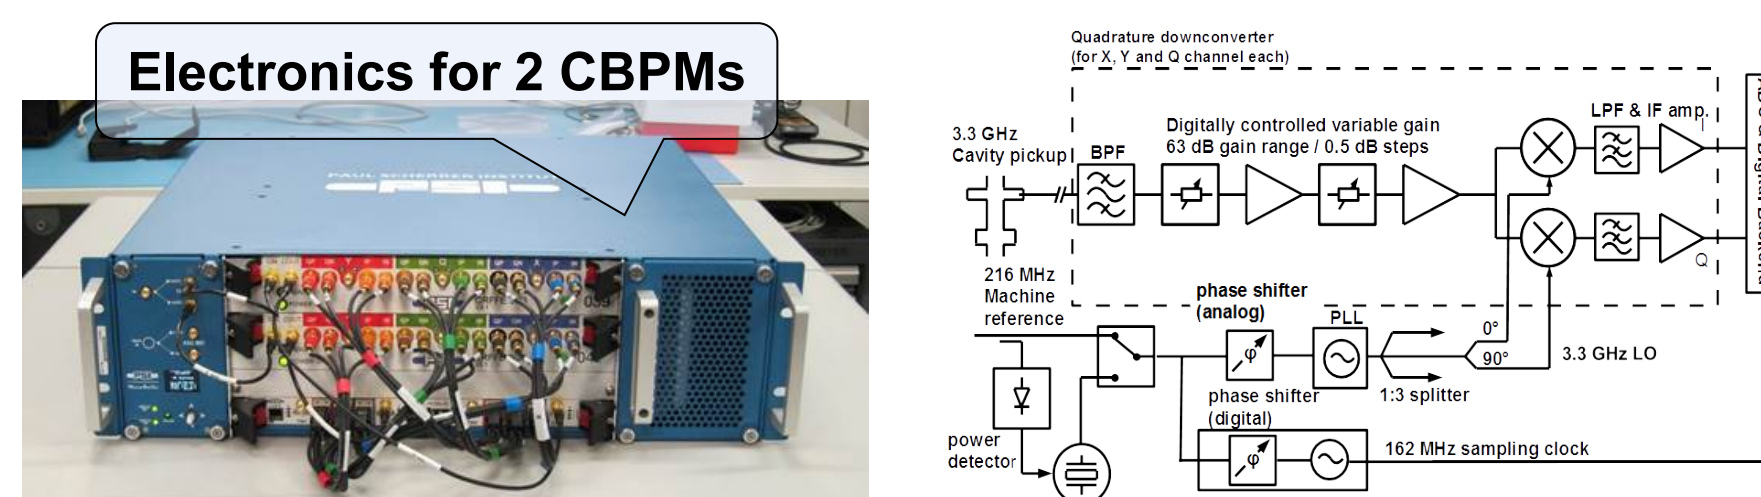 Electronics for 2 CBPMs
PAUL SCHERRER INSTITUT
Quadrature downconverter
(for X, Y and Q channel each)
3.3 GHz
Cavity pickup
BPF
Digitally controlled variable gain
63 dB gain range / 0.5 dB steps
LPF & IF amp.
I
Q
216 MHz
Machine
reference
phase shifter
(analog)
PLL
0°
90°
3.3 GHz LO
1:3 splitter
φ
phase shifter
(digital)
φ
power
detector
162 MHz sampling clock